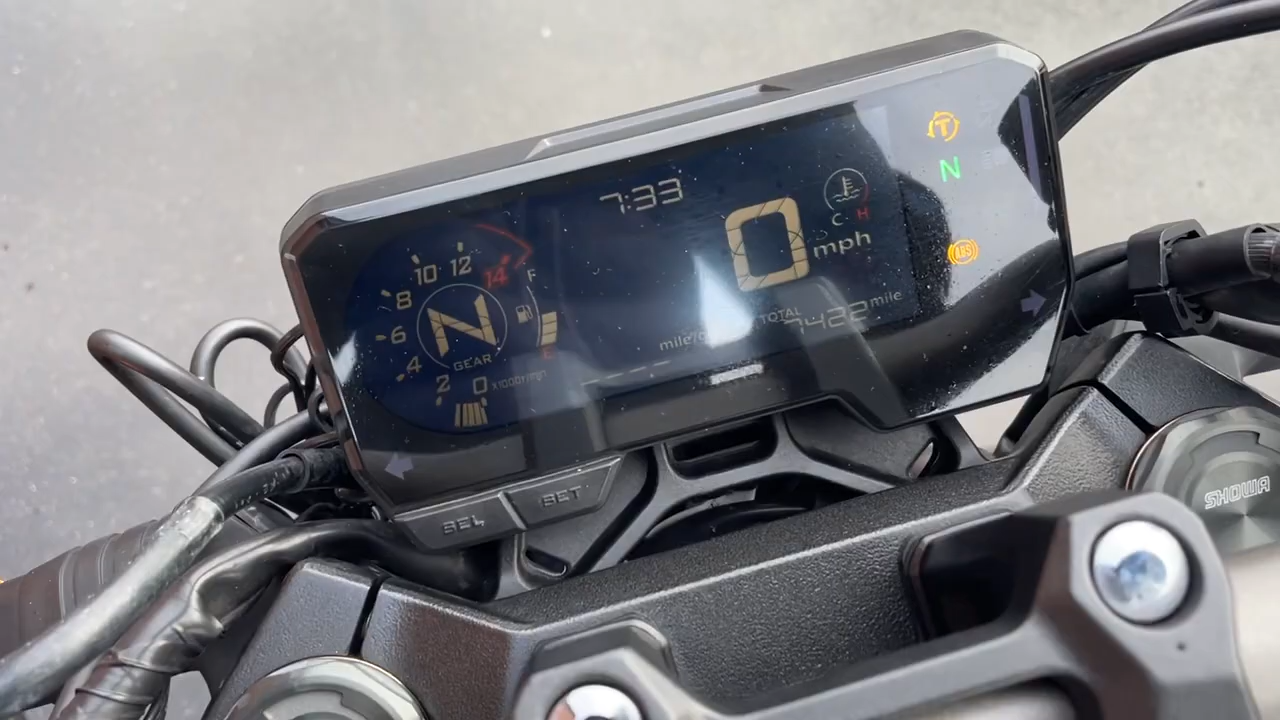 7:33
0 mph
C H
T
N
ABS
10 12 14
8
6
4
2 0 x1000r/min
N
GEAR
F
E
TOTAL
7422 mile
SEL SET
SHOWA